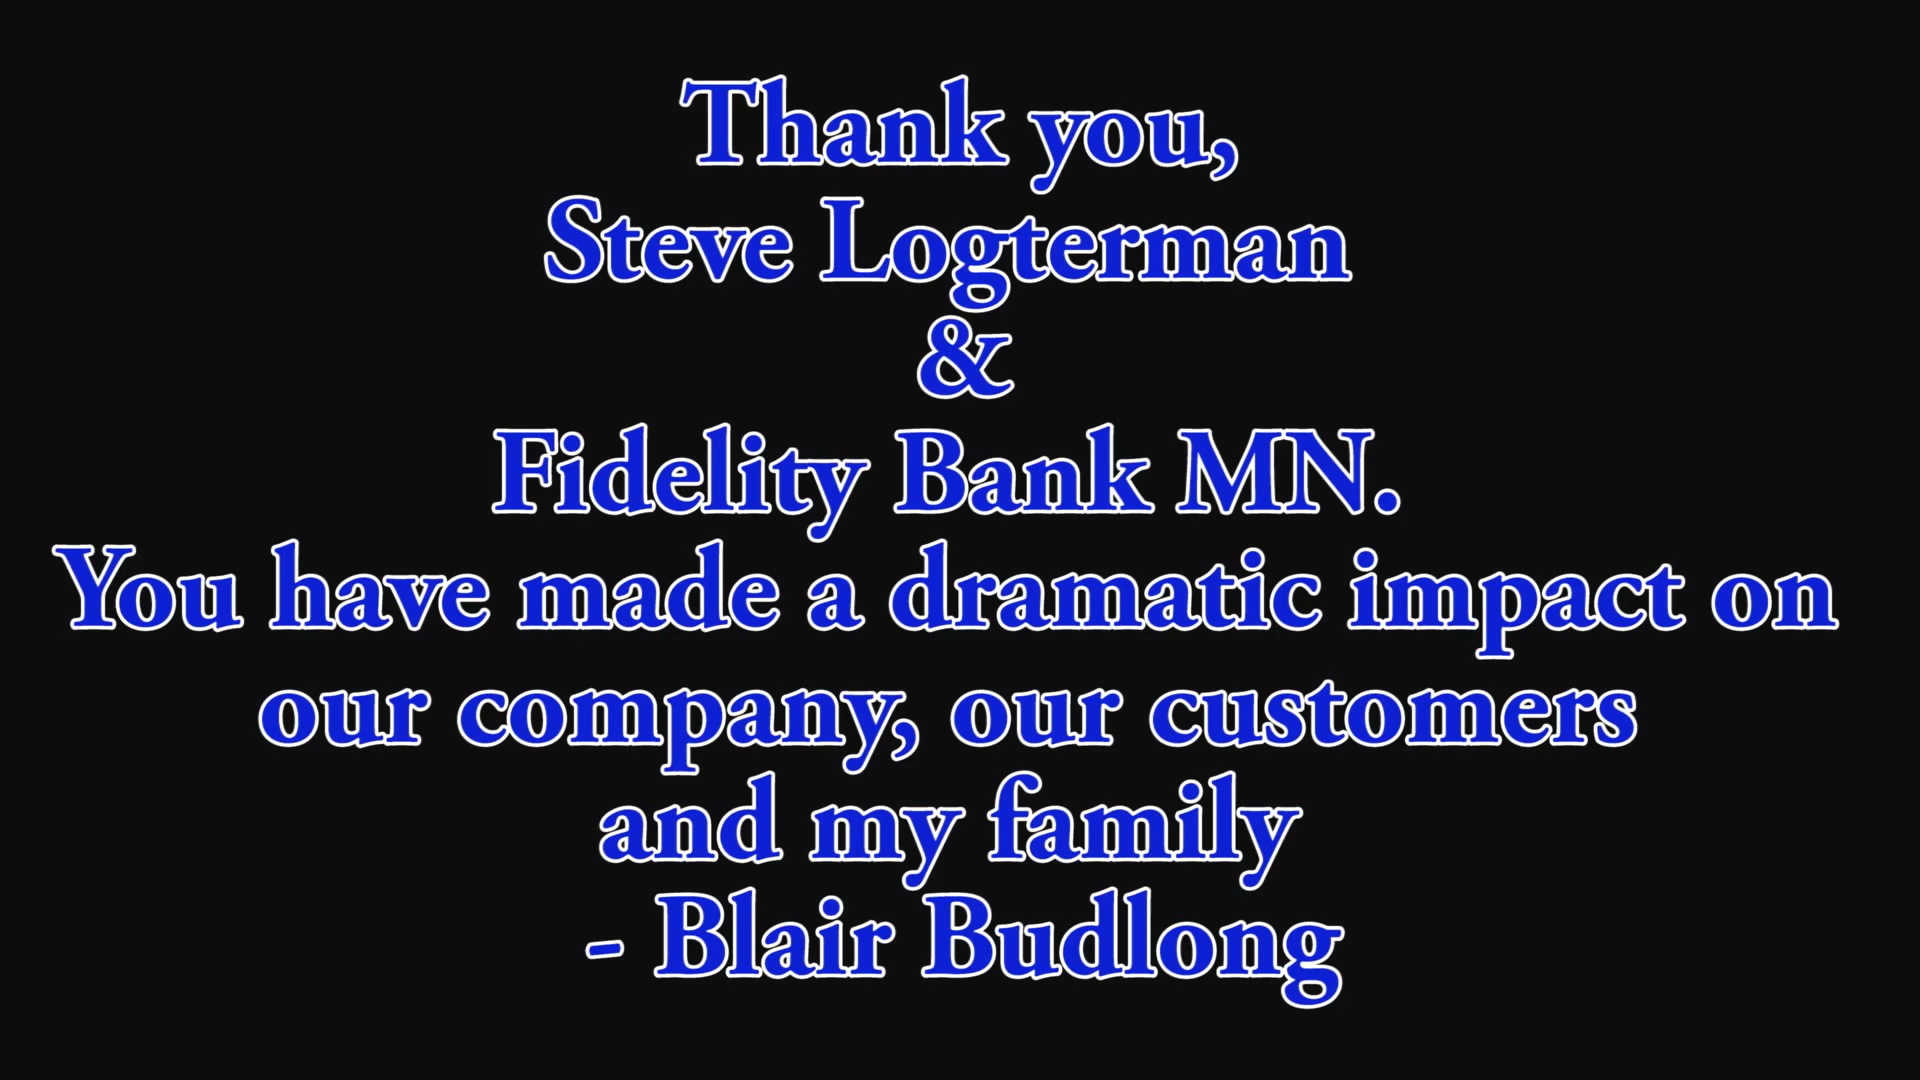 Thank you,
Steve Logterman
&
Fidelity Bank MN.
You have made a dramatic impact on
our company, our customers
and my family
- Blair Budlong